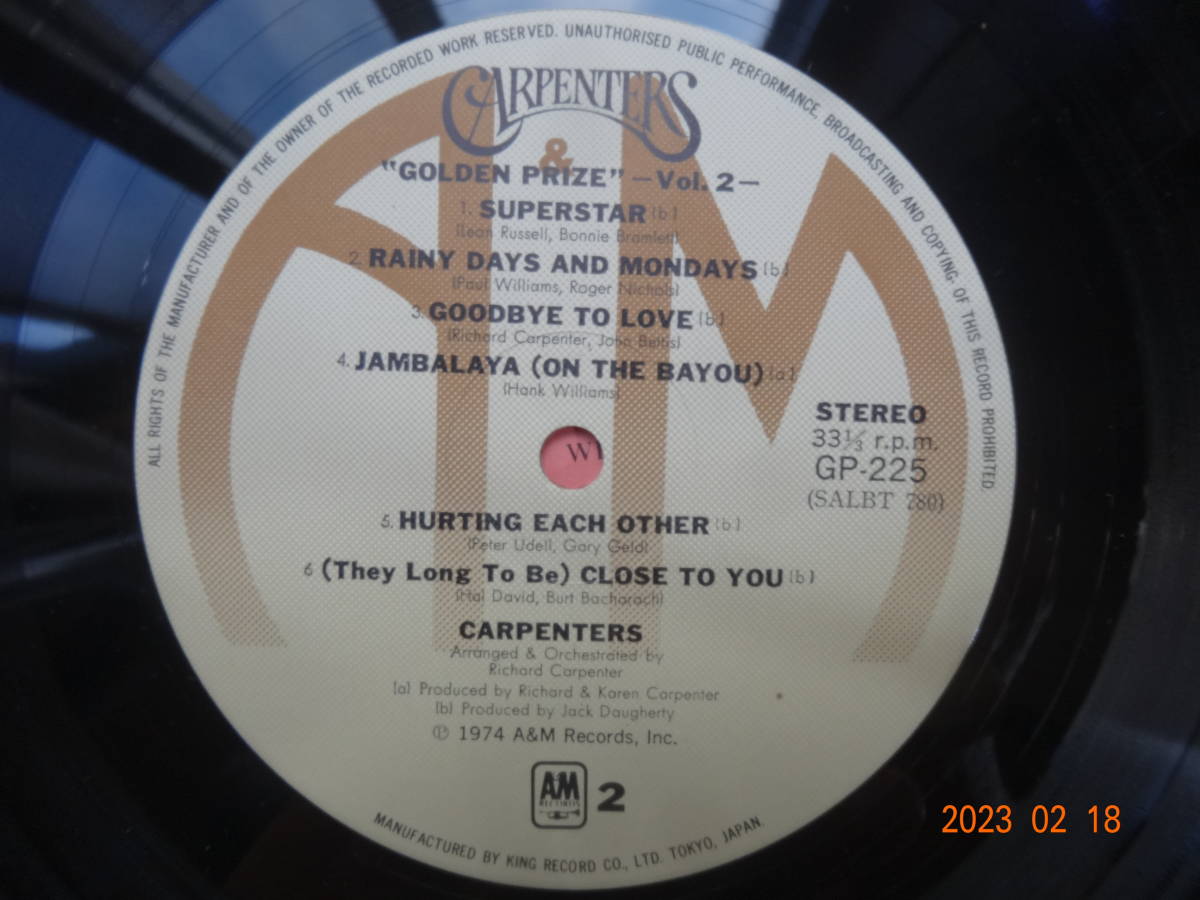 ALL RIGHTS OF THE MANUFACTURER AND OF THE OWNER OF THE RECORDED WORK RESERVED. UNAUTHORISED PUBLIC PERFORMANCE, BROADCASTING AND COPYING OF THIS RECORD PROHIBITED.
CARPENTERS
&
"GOLDEN PRIZE" —Vol. 2—
1. SUPERSTAR (b)
(Leon Russell, Bonnie Bramlett)
2. RAINY DAYS AND MONDAYS (b)
(Paul Williams, Roger Nichols)
3. GOODBYE TO LOVE (b)
(Richard Carpenter, John Bettis)
4. JAMBALAYA (ON THE BAYOU) (a)
(Hank Williams)
STEREO
33 1/3 r.p.m.
GP-225
(SALBT 780)
W
5. HURTING EACH OTHER (b)
(Peter Udell, Gary Geld)
6 (They Long To Be) CLOSE TO YOU (b)
(Hal David, Burt Bacharach)
CARPENTERS
Arranged & Orchestrated by
Richard Carpenter
(a) Produced by Richard & Karen Carpenter
(b) Produced by Jack Daugherty
℗ 1974 A&M Records, Inc.
A&M
RECORDS
2
MANUFACTURED BY KING RECORD CO., LTD. TOKYO, JAPAN.
2023 02 18